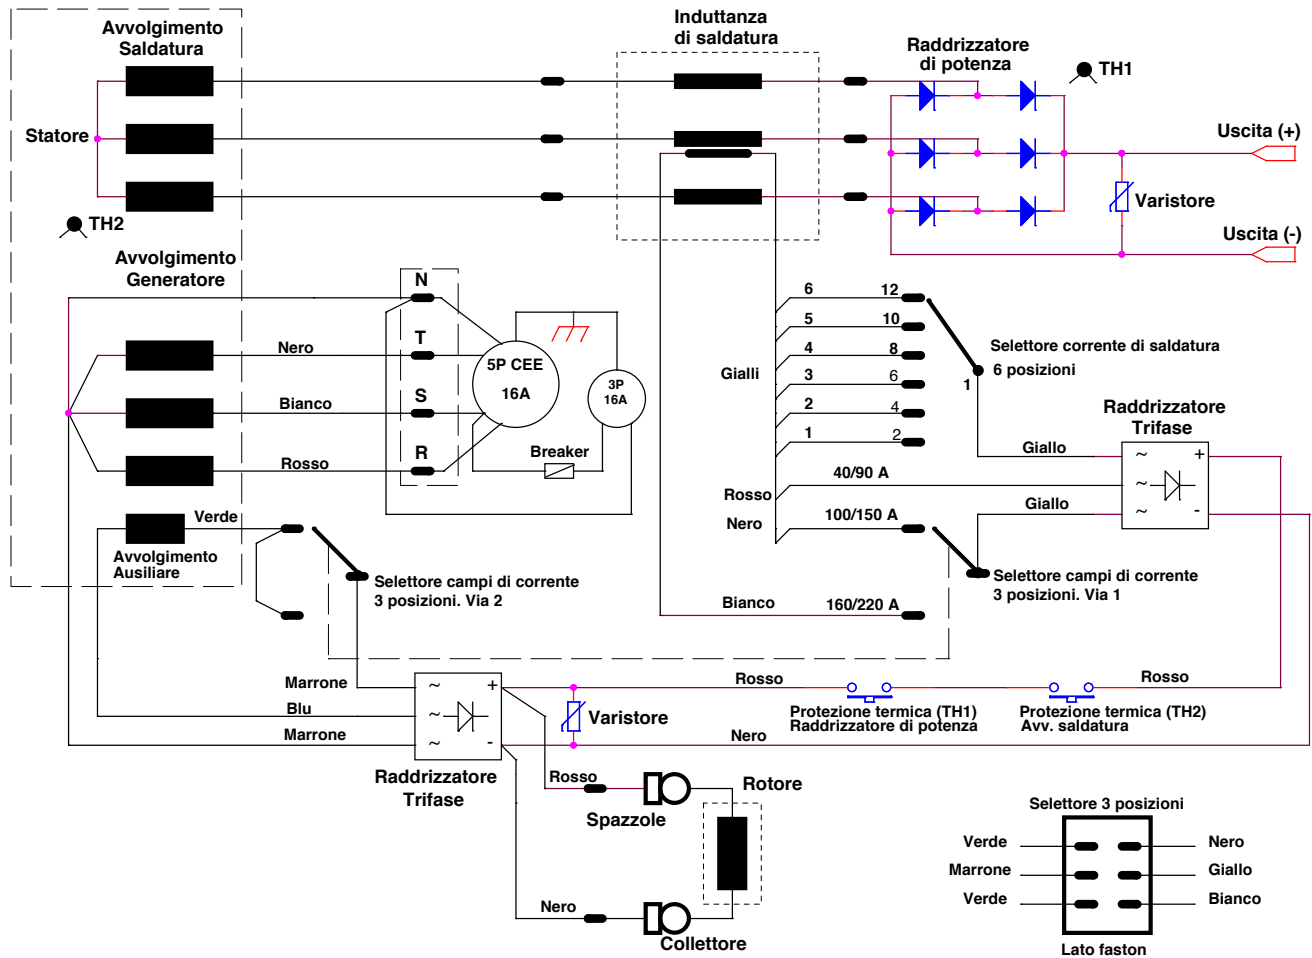 Avvolgimento
Saldatura
Induttanza
di saldatura
Raddrizzatore
di potenza
TH1
Statore
Uscita (+)
Varistore
TH2
Uscita (-)
Avvolgimento
Generatore
N
T
S
R
Nero
Bianco
Rosso
5P CEE
16A
3P
16A
Breaker
Gialli
6
5
4
3
2
1
12
10
8
6
4
2
Selettore corrente di saldatura
6 posizioni
1
Raddrizzatore
Trifase
Giallo
Giallo
~
~
~
+
-
40/90 A
Rosso
Nero
100/150 A
Verde
Avvolgimento
Ausiliare
Selettore campi di corrente
3 posizioni. Via 2
Selettore campi di corrente
3 posizioni. Via 1
Bianco
160/220 A
Marrone
Blu
Marrone
~
~
~
+
-
Raddrizzatore
Trifase
Varistore
Rosso
Rosso
Protezione termica (TH1)
Raddrizzatore di potenza
Protezione termica (TH2)
Avv. saldatura
Nero
Rosso
Spazzole
Rotore
Nero
Collettore
Selettore 3 posizioni
Verde
Marrone
Verde
Nero
Giallo
Bianco
Lato faston